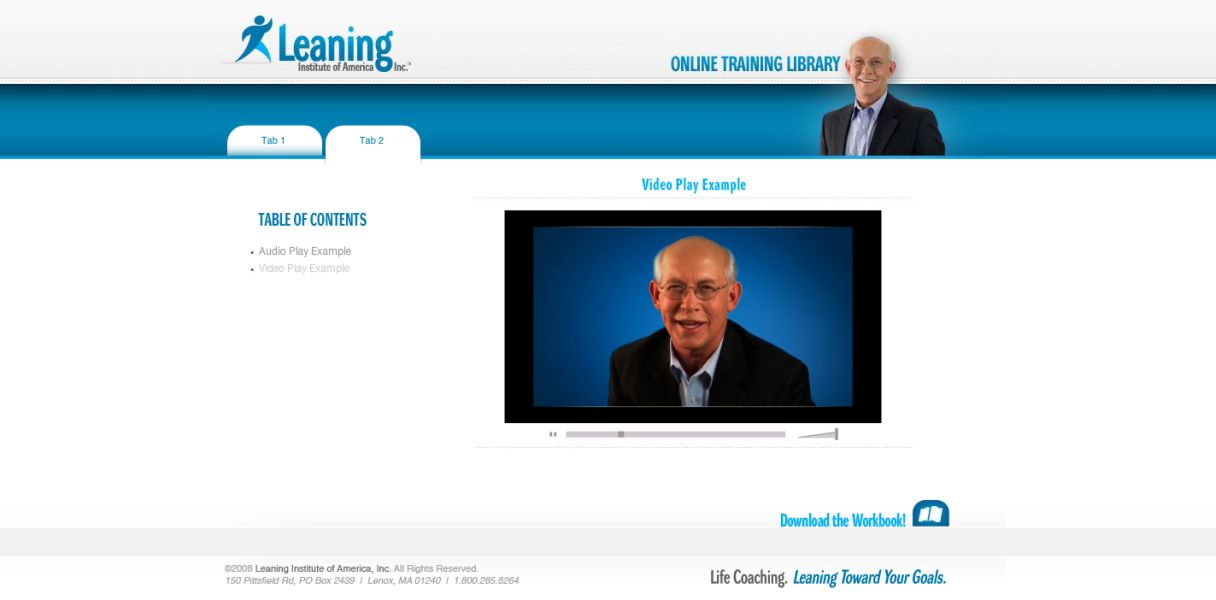 Leaning
Institute of America Inc.™
ONLINE TRAINING LIBRARY
Tab 1
Tab 2
Video Play Example
TABLE OF CONTENTS
• Audio Play Example
• Video Play Example
Download the Workbook!
©2008 Leaning Institute of America, Inc. All Rights Reserved.
150 Pittsfield Rd, PO Box 2439 | Lenox, MA 01240 | 1.800.285.8264
Life Coaching. Leaning Toward Your Goals.